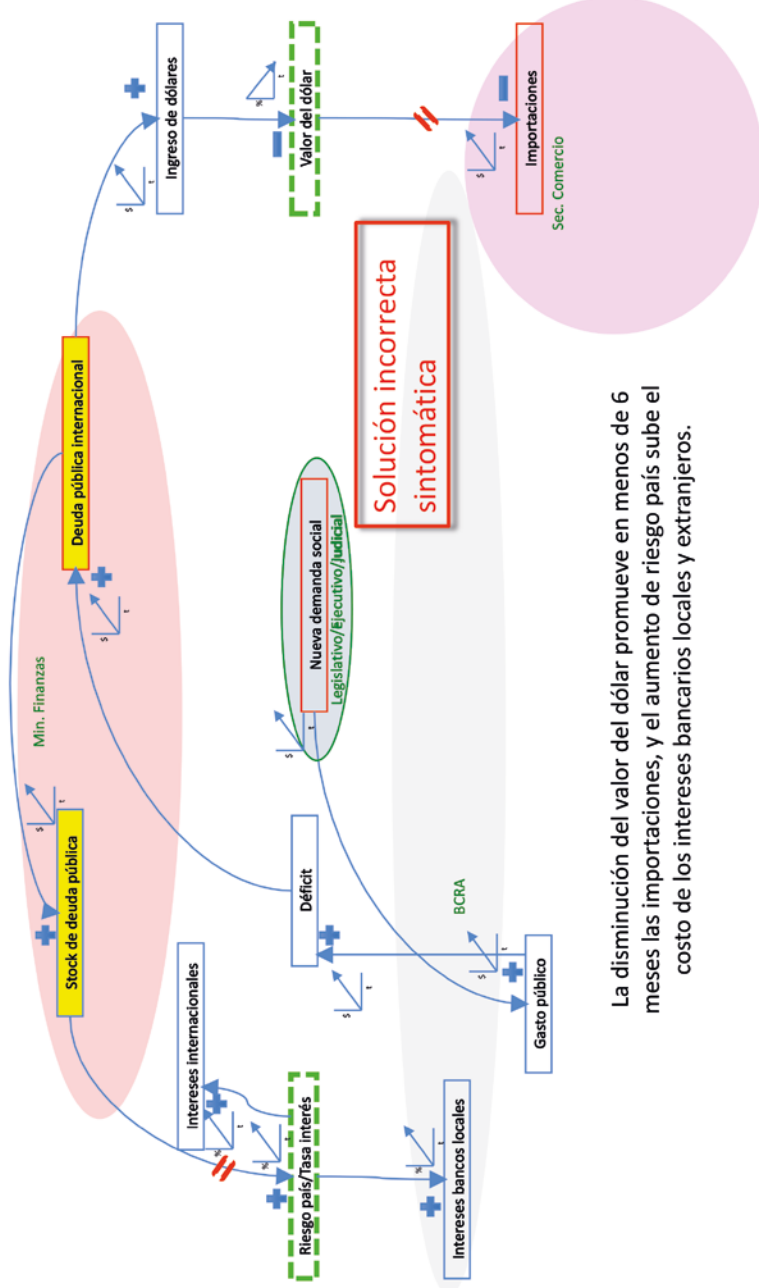 Min. Finanzas
$
t
Stock de deuda pública
Deuda pública internacional
$
t
$
t
Ingreso de dólares
Intereses internacionales
%
t
%
t
%
t
Riesgo país/Tasa interés
Déficit
$
t
Nueva demanda social
Legislativo/Ejecutivo/Judicial
Valor del dólar
$
t
Solución incorrecta
sintomática
%
t
Intereses bancos locales
BCRA
$
t
$
t
Gasto público
Importaciones
Sec. Comercio
La disminución del valor del dólar promueve en menos de 6
meses las importaciones, y el aumento de riesgo país sube el
costo de los intereses bancarios locales y extranjeros.